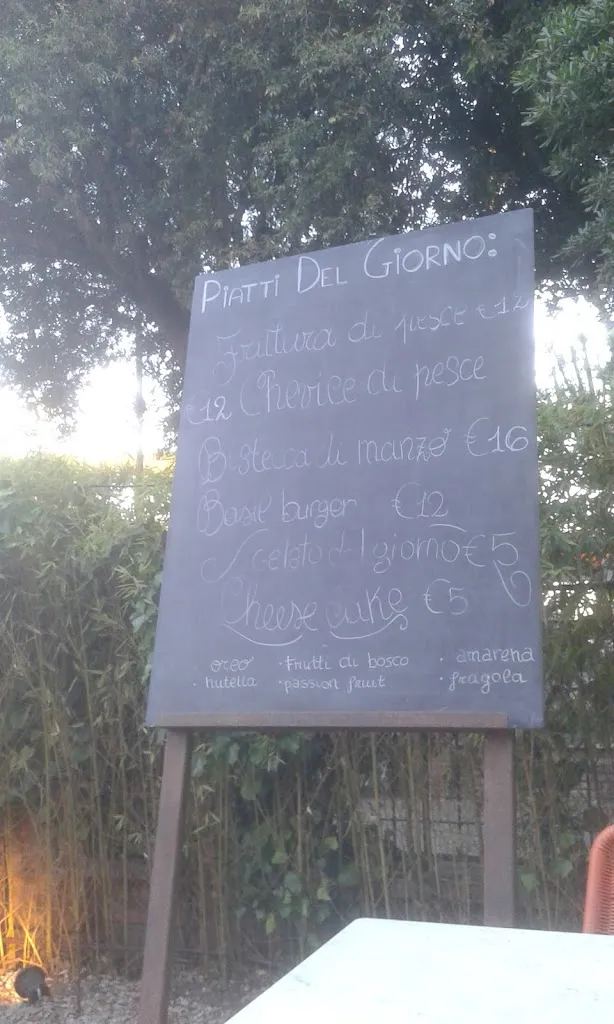 PIATTI DEL GIORNO:
Frittura di pesce €12
€12 Chevice di pesce
Bistecca di manzo €16
Basil burger €12
Gelato del giorno €5
Cheese cake €5
oreo · Frutti di bosco · amarena
· nutella · passion fruit · fragola